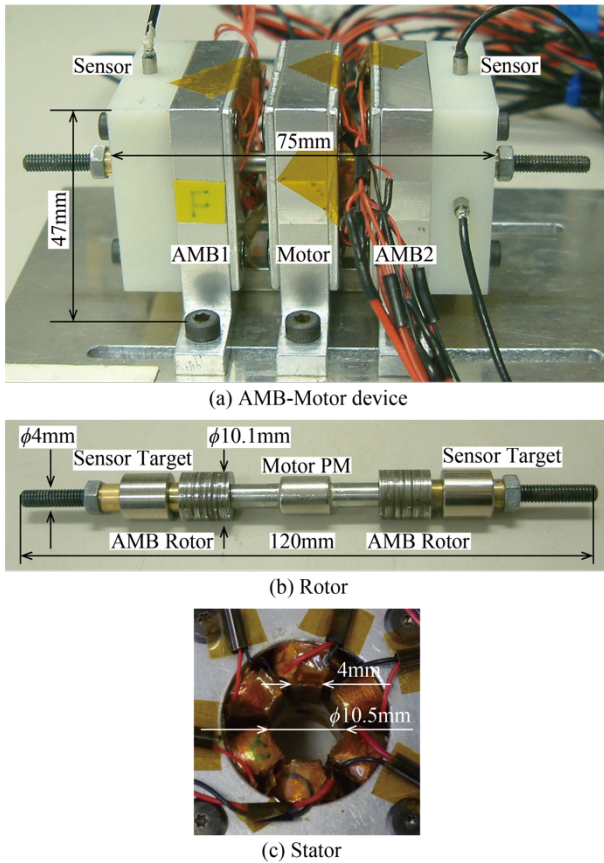 Sensor
Sensor
75mm
47mm
F
AMB1
Motor
AMB2
(a) AMB-Motor device
ϕ4mm
ϕ10.1mm
Sensor Target
Motor PM
Sensor Target
AMB Rotor
120mm
AMB Rotor
(b) Rotor
4mm
ϕ10.5mm
(c) Stator